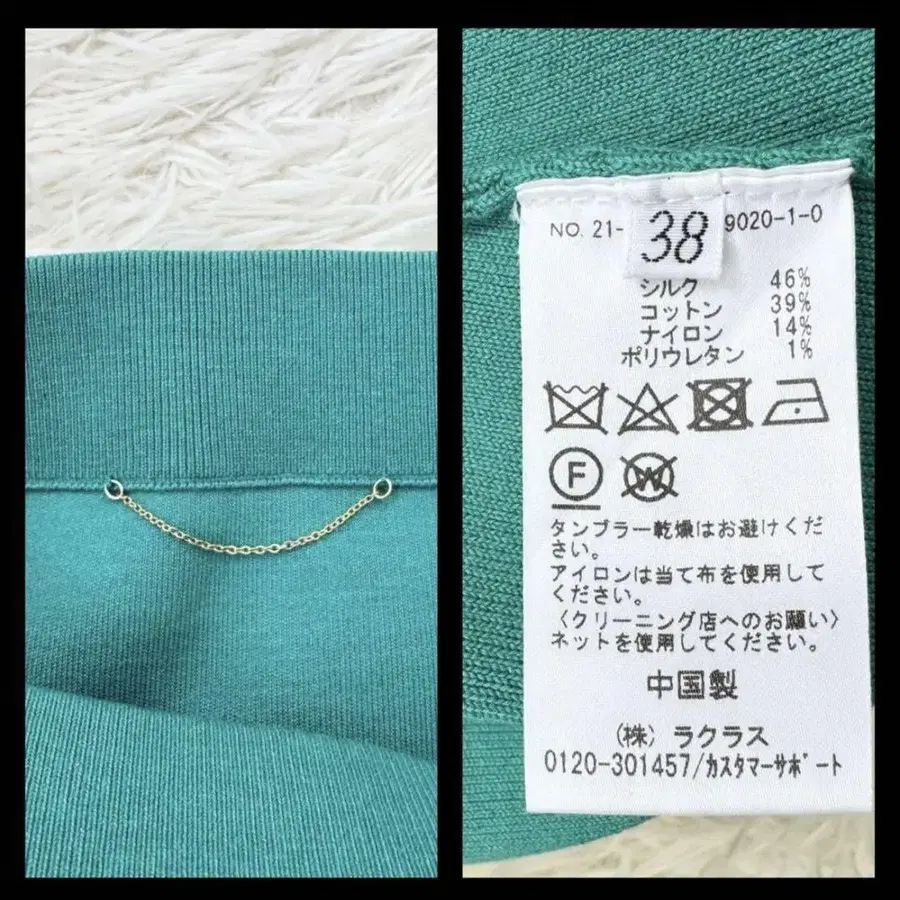 NO. 21- 38 9020-1-0
シルク 46%
コットン 39%
ナイロン 14%
ポリウレタン 1%
F W
タンブラー乾燥はお避けくだ
さい。
アイロンは当て布を使用して
ください。
〈クリーニング店へのお願い〉
ネットを使用してください。
中国製
(株) ラクラス
0120-301457/カスタマーサポート